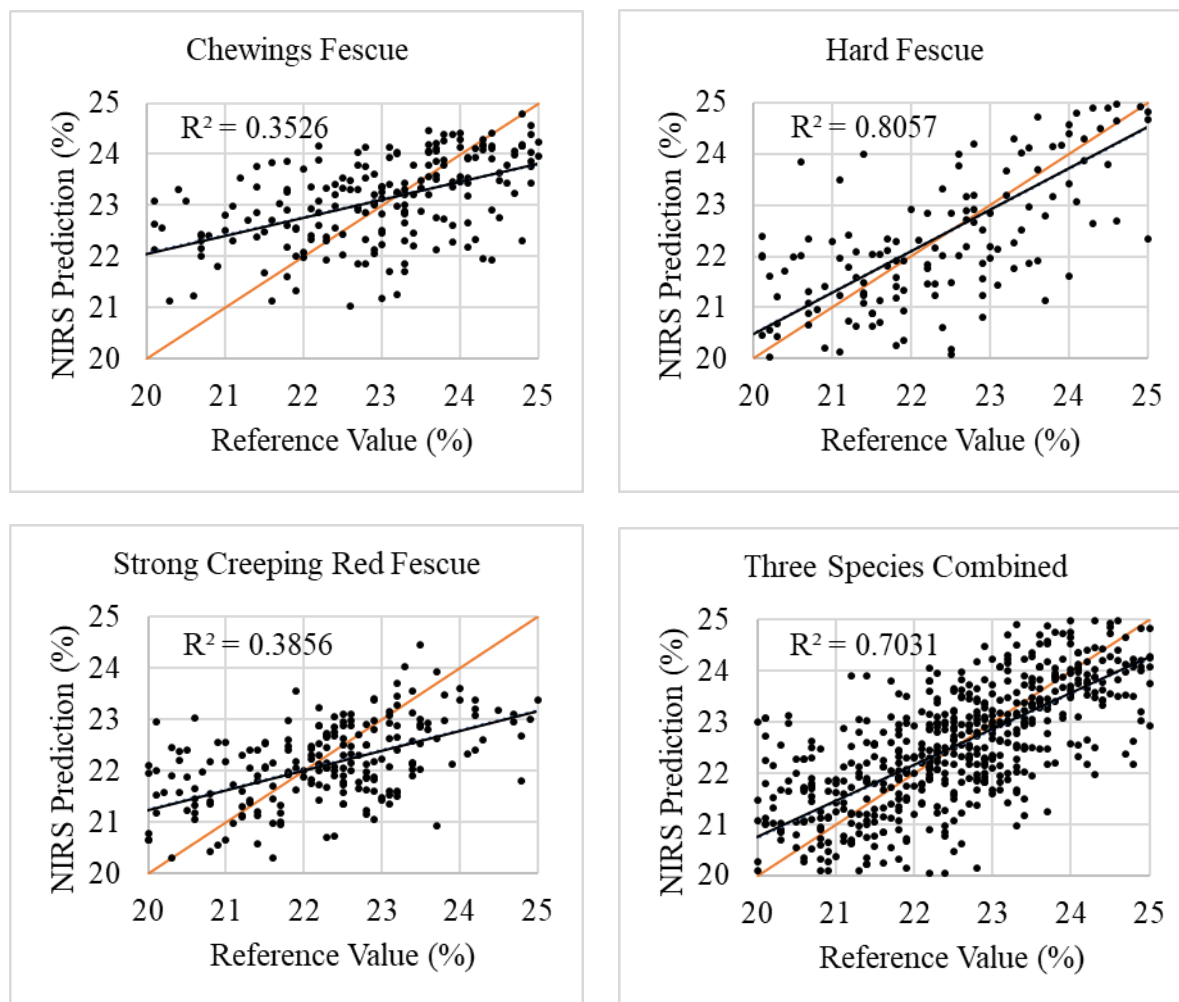 Chewings Fescue
NIRS Prediction (%)
25
24
23
22
21
20
R² = 0.3526
20 21 22 23 24 25
Reference Value (%)
Hard Fescue
NIRS Prediction (%)
25
24
23
22
21
20
R² = 0.8057
20 21 22 23 24 25
Reference Value (%)
Strong Creeping Red Fescue
NIRS Prediction (%)
25
24
23
22
21
20
R² = 0.3856
20 21 22 23 24 25
Reference Value (%)
Three Species Combined
NIRS Prediction (%)
25
24
23
22
21
20
R² = 0.7031
20 21 22 23 24 25
Reference Value (%)